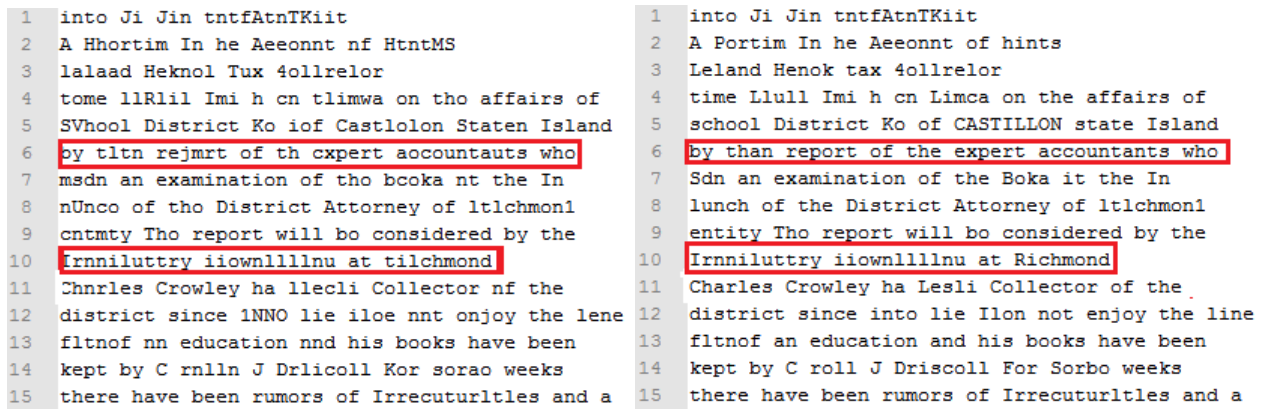 1 into Ji Jin tntfAtnTKiit
2 A Hhortim In he Aeeonnt nf HtntMS
3 lalaad Heknol Tux 4ollrelor
4 tome llRlil Imi h cn tlimwa on tho affairs of
5 SVhool District Ko iof Castlolon Staten Island
6 by tltn rejmrt of th cxpert aocountauts who
7 msdn an examination of tho bcoka nt the In
8 nUnco of tho District Attorney of ltlchmon1
9 cntmty Tho report will bo considered by the
10 Irnniluttry iiownllllnu at tilchmond
11 Chnrles Crowley ha llecli Collector nf the
12 district since 1NNO lie iloe nnt onjoy the lene
13 fltnof nn education nnd his books have been
14 kept by C rnlln J Drlicoll Kor sorao weeks
15 there have been rumors of Irrecuturltles and a
1 into Ji Jin tntfAtnTKiit
2 A Portim In he Aeeonnt of hints
3 Leland Henok tax 4ollrelor
4 time Llull Imi h cn Limca on the affairs of
5 school District Ko of CASTILLON state Island
6 by than report of the expert accountants who
7 Sdn an examination of the Boka it the In
8 lunch of the District Attorney of ltlchmon1
9 entity Tho report will bo considered by the
10 Irnniluttry iiownllllnu at Richmond
11 Charles Crowley ha Lesli Collector of the
12 district since into lie Ilon not enjoy the line
13 fltnof an education and his books have been
14 kept by C roll J Driscoll For Sorbo weeks
15 there have been rumors of Irrecuturltles and a